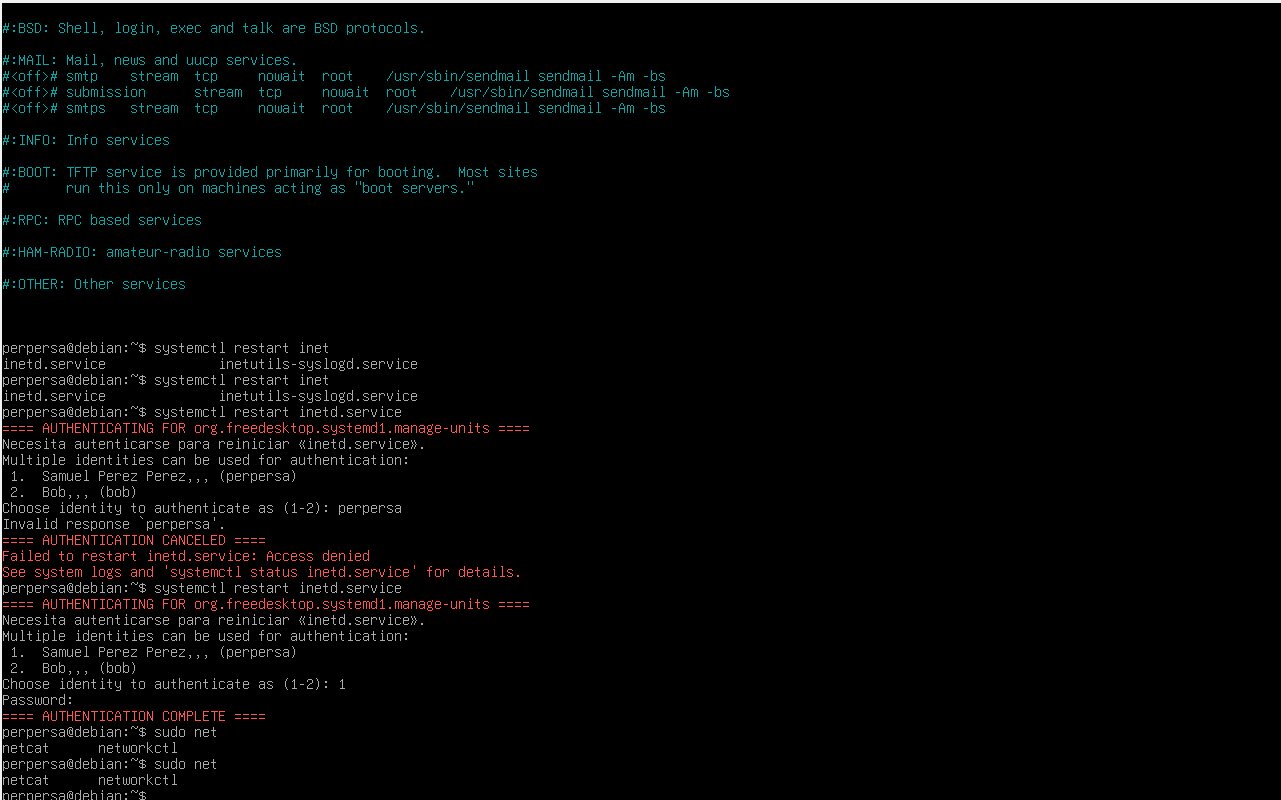 #:BSD: Shell, login, exec and talk are BSD protocols.
#:MAIL: Mail, news and uucp services.
#<off># smtp    stream  tcp     nowait  root    /usr/sbin/sendmail sendmail -Am -bs
#<off># submission      stream  tcp     nowait  root    /usr/sbin/sendmail sendmail -Am -bs
#<off># smtps   stream  tcp     nowait  root    /usr/sbin/sendmail sendmail -Am -bs
#:INFO: Info services
#:BOOT: TFTP service is provided primarily for booting.  Most sites
#       run this only on machines acting as "boot servers."
#:RPC: RPC based services
#:HAM-RADIO: amateur-radio services
#:OTHER: Other services
perpersa@debian:~$ systemctl restart inet
inetd.service              inetutils-syslogd.service
perpersa@debian:~$ systemctl restart inet
inetd.service              inetutils-syslogd.service
perpersa@debian:~$ systemctl restart inetd.service
==== AUTHENTICATING FOR org.freedesktop.systemd1.manage-units ====
Necesita autenticarse para reiniciar «inetd.service».
Multiple identities can be used for authentication:
 1.  Samuel Perez Perez,,, (perpersa)
 2.  Bob,,, (bob)
Choose identity to authenticate as (1-2): perpersa
Invalid response `perpersa'.
==== AUTHENTICATION CANCELED ====
Failed to restart inetd.service: Access denied
See system logs and 'systemctl status inetd.service' for details.
perpersa@debian:~$ systemctl restart inetd.service
==== AUTHENTICATING FOR org.freedesktop.systemd1.manage-units ====
Necesita autenticarse para reiniciar «inetd.service».
Multiple identities can be used for authentication:
 1.  Samuel Perez Perez,,, (perpersa)
 2.  Bob,,, (bob)
Choose identity to authenticate as (1-2): 1
Password:
==== AUTHENTICATION COMPLETE ====
perpersa@debian:~$ sudo net
netcat      networkctl
perpersa@debian:~$ sudo net
netcat      networkctl
perpersa@debian:~$